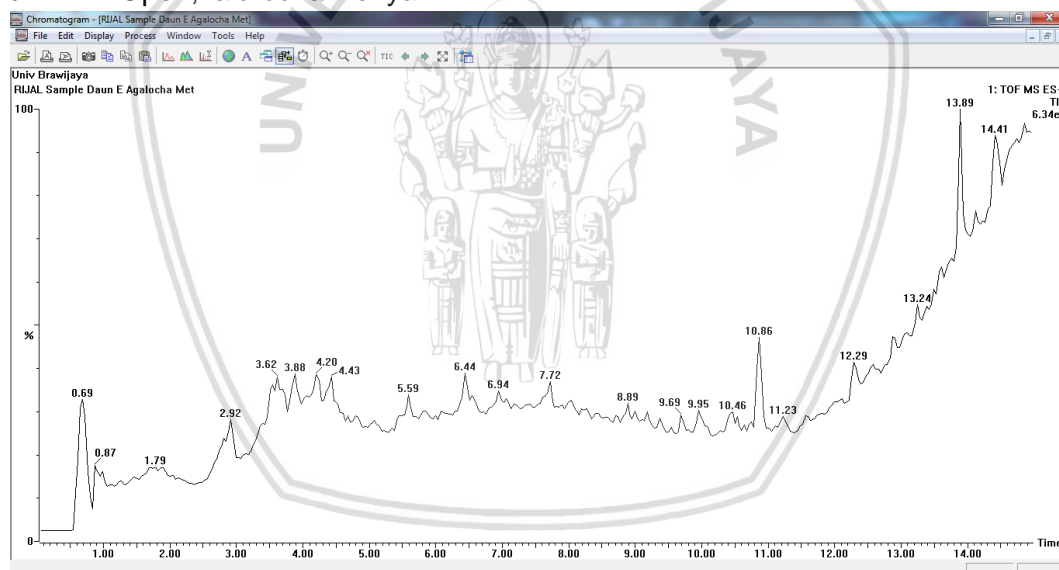 Chromatogram - [RIJAL Sample Daun E Agalocha Met]
File Edit Display Process Window Tools Help
TIC
Univ Brawijaya
RIJAL Sample Daun E Agalocha Met
1: TOF MS ES+
TI
6.34e
100
%
0
0.69
0.87
1.79
2.92
3.62
3.88
4.20
4.43
5.59
6.44
6.94
7.72
8.89
9.69
9.95
10.46
10.86
11.23
12.29
13.24
13.89
14.41
1.00 2.00 3.00 4.00 5.00 6.00 7.00 8.00 9.00 10.00 11.00 12.00 13.00 14.00
Time